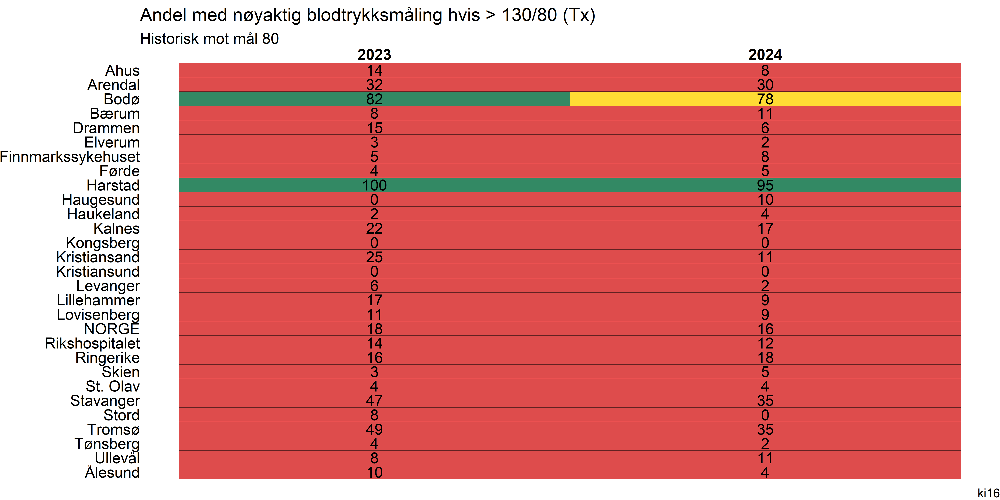 Andel med nøyaktig blodtrykksmåling hvis > 130/80 (Tx)
Historisk mot mål 80
2023 2024
Ahus 14 8
Arendal 32 30
Bodø 82 78
Bærum 8 11
Drammen 15 6
Elverum 3 2
Finnmarkssykehuset 5 8
Førde 4 5
Harstad 100 95
Haugesund 0 10
Haukeland 2 4
Kalnes 22 17
Kongsberg 0 0
Kristiansand 25 11
Kristiansund 0 0
Levanger 6 2
Lillehammer 17 9
Lovisenberg 11 9
NORGE 18 16
Rikshospitalet 14 12
Ringerike 16 18
Skien 3 5
St. Olav 4 4
Stavanger 47 35
Stord 8 0
Tromsø 49 35
Tønsberg 4 2
Ullevål 8 11
Ålesund 10 4
ki16